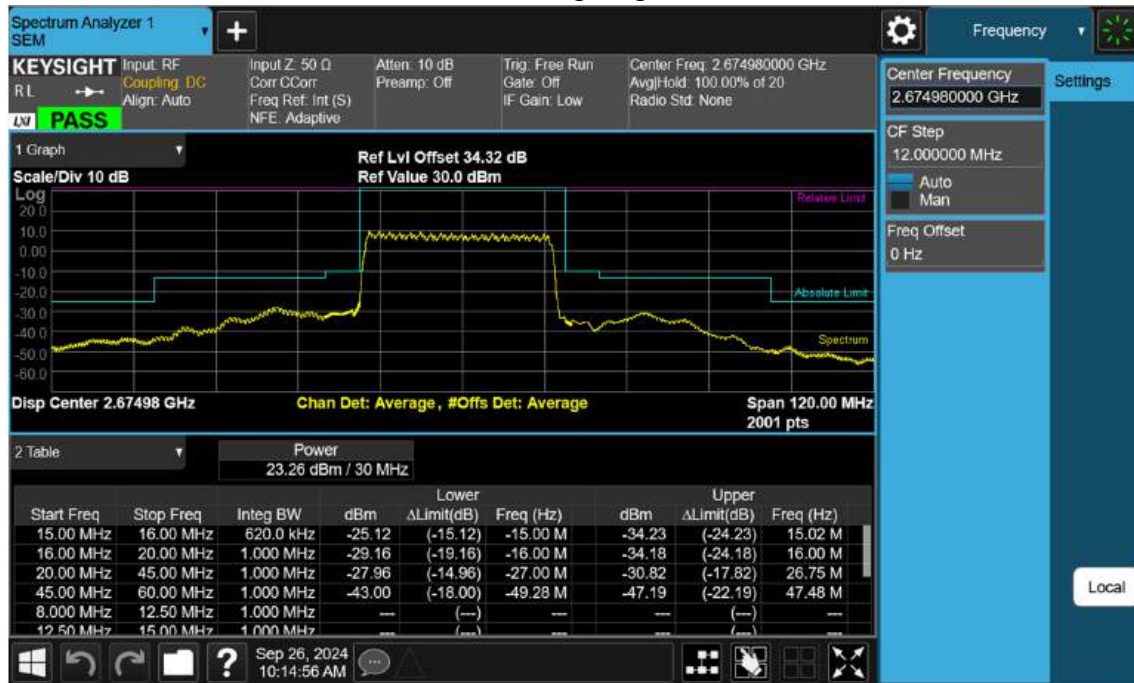 Spectrum Analyzer 1
SEM
Frequency
KEYSIGHT
RL
LXI PASS
Input: RF
Coupling: DC
Align: Auto
Input Z: 50 Ω
Corr CCorr
Freq Ref: Int (S)
NFE: Adaptive
Atten: 10 dB
Preamp: Off
Trig: Free Run
Gate: Off
IF Gain: Low
Center Freq: 2.674980000 GHz
Avg|Hold: 100.00% of 20
Radio Std: None
Center Frequency
2.674980000 GHz
Settings
CF Step
12.000000 MHz
Auto
Man
Freq Offset
0 Hz
Local
1 Graph
Scale/Div 10 dB
Ref Lvl Offset 34.32 dB
Ref Value 30.0 dBm
Log
20.0
10.0
0.00
-10.0
-20.0
-30.0
-40.0
-50.0
-60.0
Relative Limit
Absolute Limit
Spectrum
Disp Center 2.67498 GHz
Chan Det: Average, #Offs Det: Average
Span 120.00 MHz
2001 pts
2 Table
Power
23.26 dBm / 30 MHz
Lower Upper
Start Freq Stop Freq Integ BW dBm ΔLimit(dB) Freq (Hz) dBm ΔLimit(dB) Freq (Hz)
15.00 MHz 16.00 MHz 620.0 kHz -25.12 (-15.12) -15.00 M -34.23 (-24.23) 15.02 M
16.00 MHz 20.00 MHz 1.000 MHz -29.16 (-19.16) -16.00 M -34.18 (-24.18) 16.00 M
20.00 MHz 45.00 MHz 1.000 MHz -27.96 (-14.96) -27.00 M -30.82 (-17.82) 26.75 M
45.00 MHz 60.00 MHz 1.000 MHz -43.00 (-18.00) -49.28 M -47.19 (-22.19) 47.48 M
8.000 MHz 12.50 MHz 1.000 MHz --- (---) --- --- (---) ---
12.50 MHz 15.00 MHz 1.000 MHz --- (---) --- --- (---) ---
?
Sep 26, 2024
10:14:56 AM